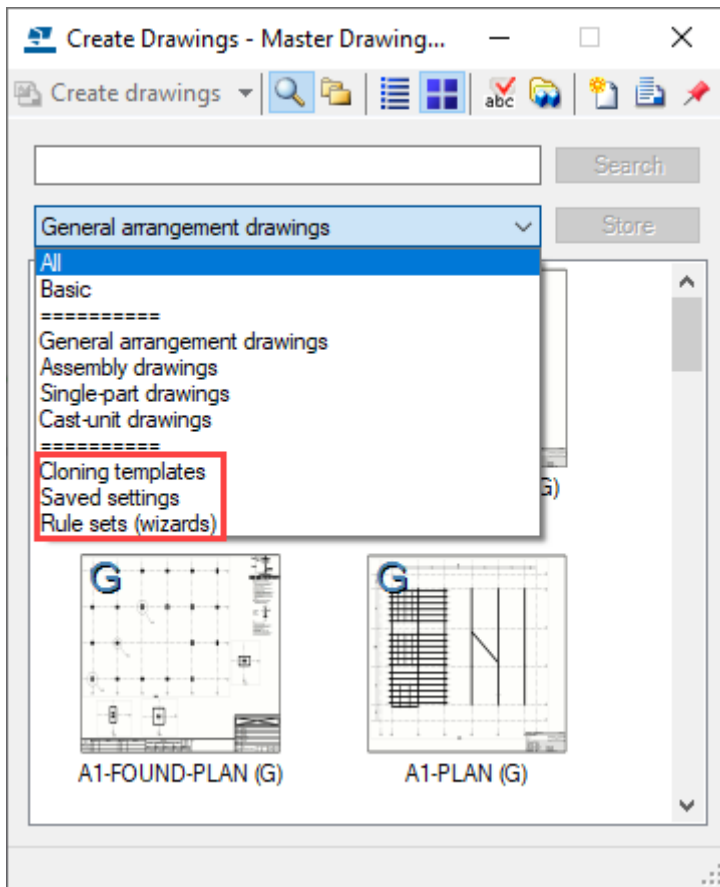 Create Drawings - Master Drawing...
Create drawings
abc
Search
General arrangement drawings
Store
All
Basic
==========
General arrangement drawings
Assembly drawings
Single-part drawings
Cast-unit drawings
==========
Cloning templates
Saved settings
Rule sets (wizards)
G)
G
G
A1-FOUND-PLAN (G)
A1-PLAN (G)